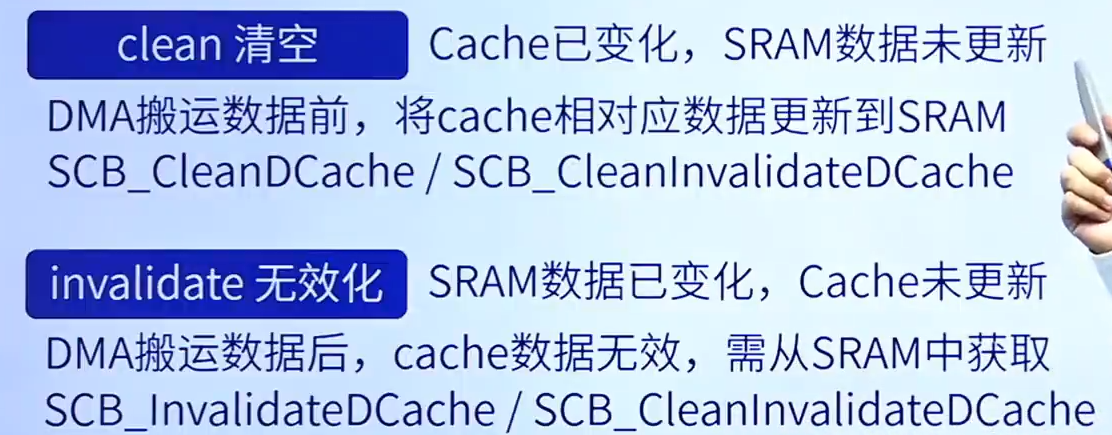 clean 清空 Cache已变化，SRAM数据未更新
DMA搬运数据前，将cache相对应数据更新到SRAM
SCB_CleanDCache / SCB_CleanInvalidateDCache
invalidate 无效化 SRAM数据已变化，Cache未更新
DMA搬运数据后，cache数据无效，需从SRAM中获取
SCB_InvalidateDCache / SCB_CleanInvalidateDCache